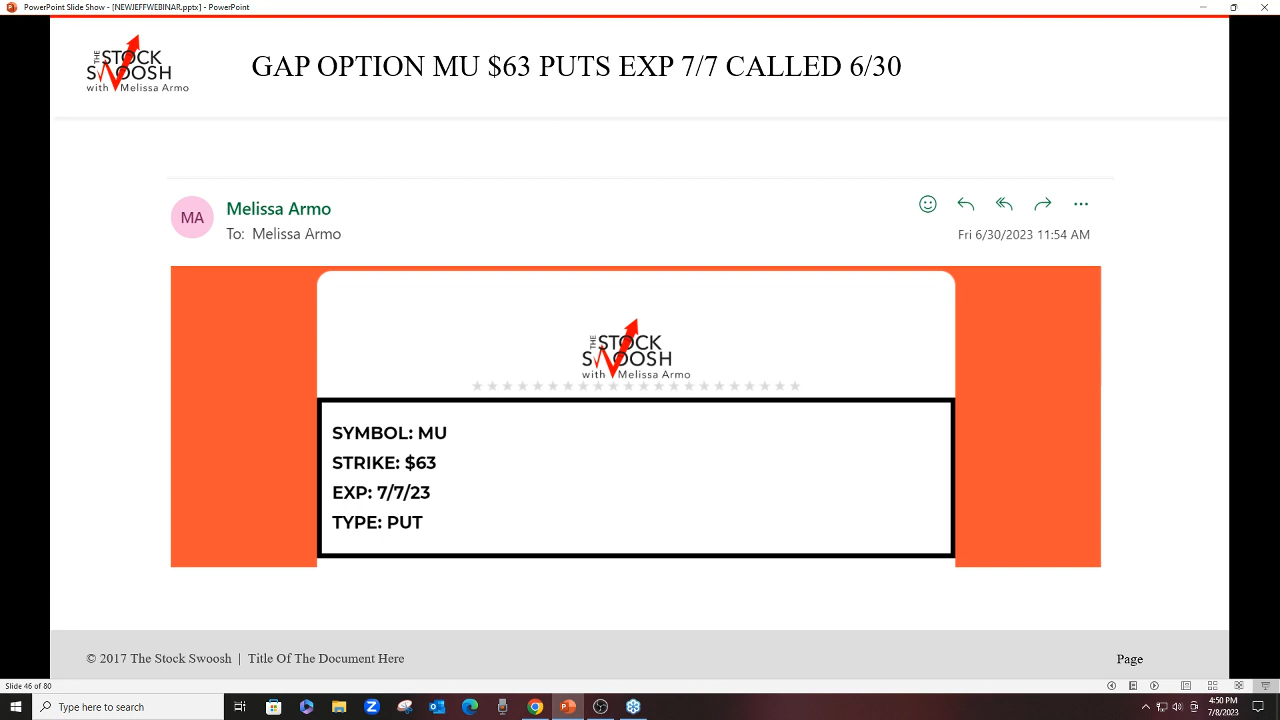 PowerPoint Slide Show - [NEWJEFFWEBINAR.pptx] - PowerPoint
THE STOCK SWOOSH
with Melissa Armo
GAP OPTION MU $63 PUTS EXP 7/7 CALLED 6/30
MA
Melissa Armo
To: Melissa Armo
Fri 6/30/2023 11:54 AM
THE STOCK SWOOSH
with Melissa Armo
SYMBOL: MU
STRIKE: $63
EXP: 7/7/23
TYPE: PUT
© 2017 The Stock Swoosh | Title Of The Document Here
Page
Slide 46 of 80
Type here to search
4:50 PM
7/8/2023